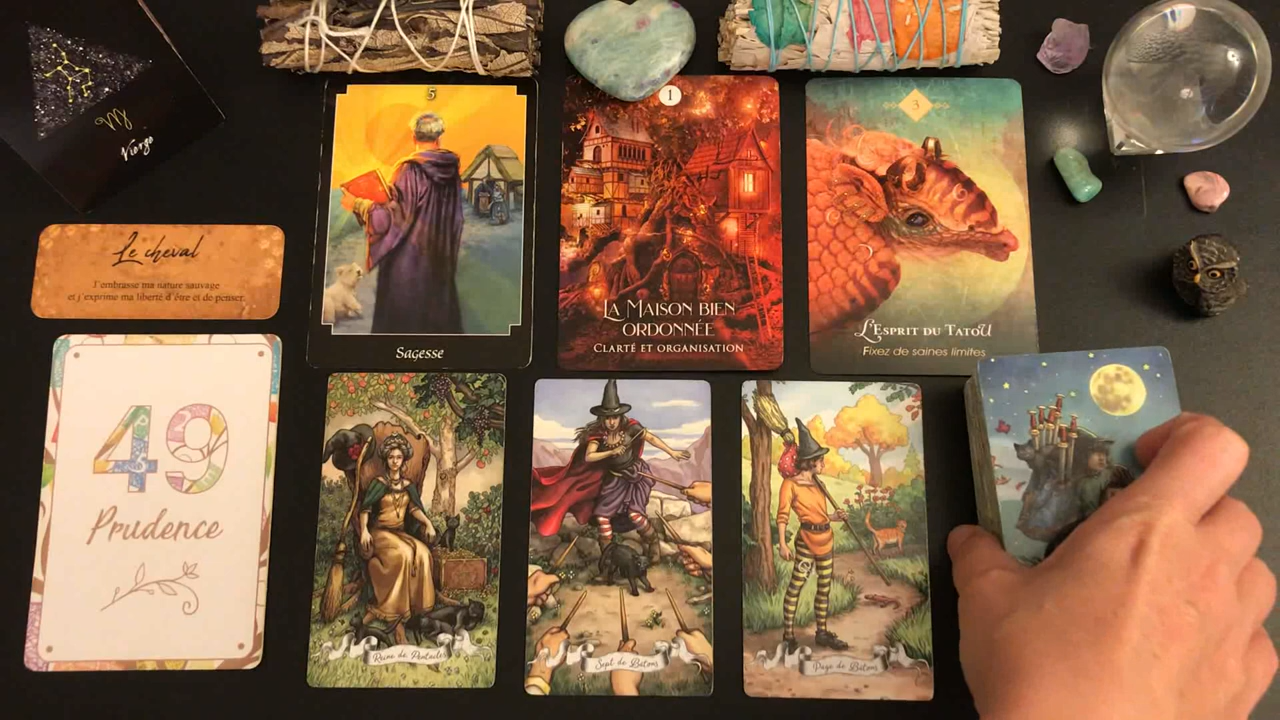 Vierge
Le cheval
J'embrasse ma nature sauvage
et j'exprime ma liberté d'être et de penser.
49
Prudence
5
Sagesse
1
LA MAISON BIEN
ORDONNÉE
CLARTÉ ET ORGANISATION
3
L'ESPRIT DU TATOU
Fixez de saines limites
Reine de Pentacles
Sept de Bâtons
Page de Bâtons